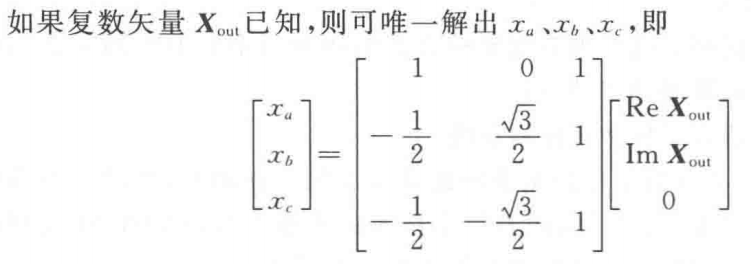 如果复数矢量 X_out 已知,则可唯一解出 x_a、x_b、x_c,即
[x_a; x_b; x_c] = [1 0 1; -1/2 √3/2 1; -1/2 -√3/2 1] [Re X_out; Im X_out; 0]